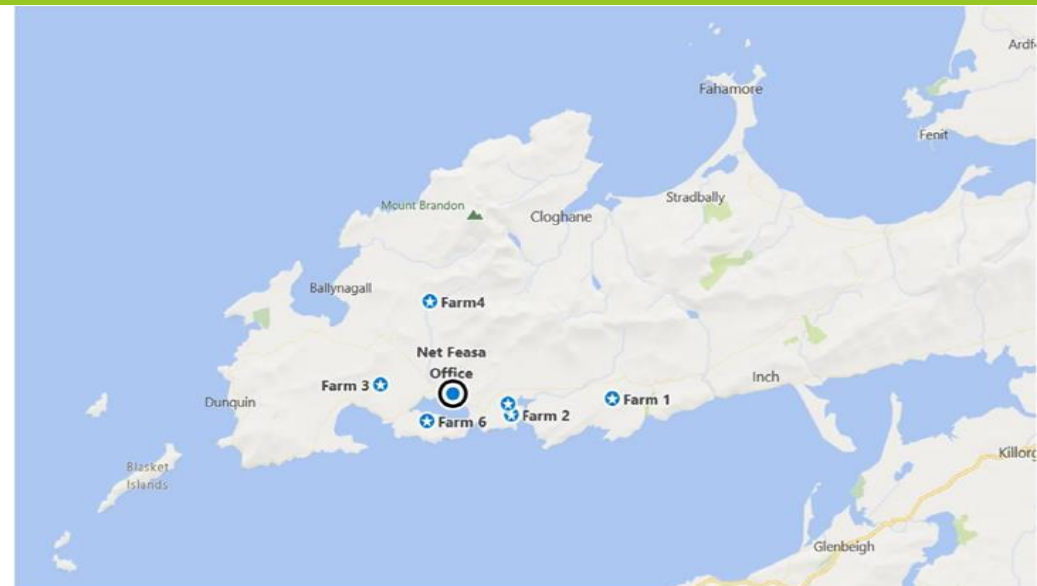 Ardf
Fahamore
Fenit
Mount Brandon
Cloghane
Stradbally
Ballynagall
Farm4
Net Feasa
Office
Farm 3
Inch
Dunquin
Farm 1
Farm 2
Farm 6
Killorg
Blasket
Islands
Glenbeigh